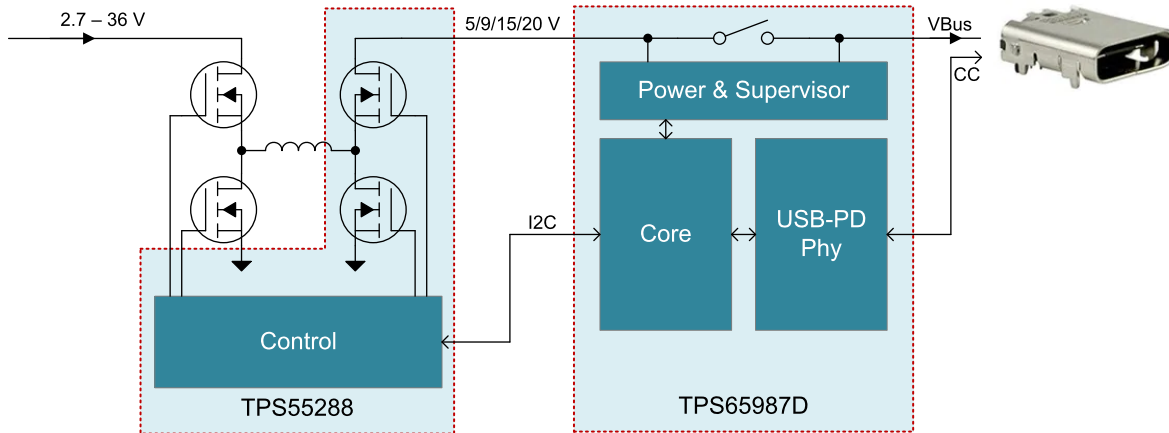 2.7 – 36 V
5/9/15/20 V
VBus
CC
Power & Supervisor
I2C
Core
USB-PD
Phy
Control
TPS55288
TPS65987D